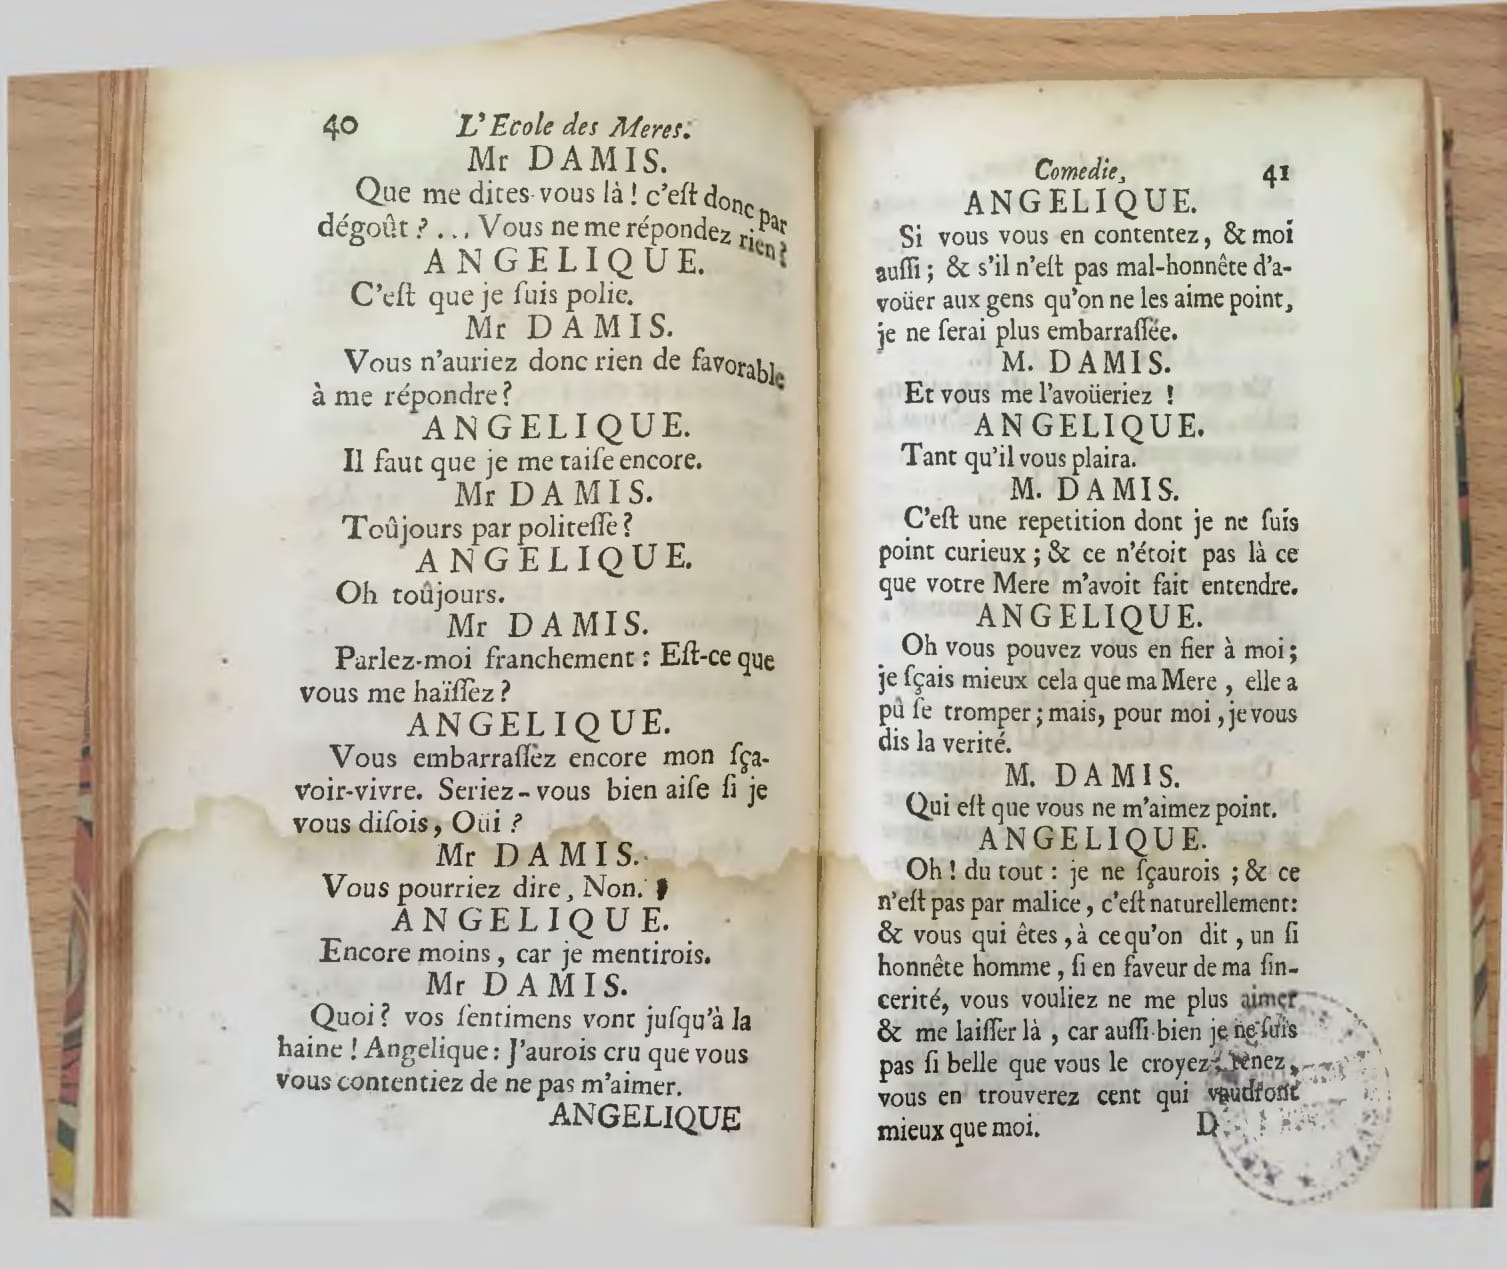 40 L'Ecole des Meres.
Mr DAMIS.
Que me dites-vous là ! c'eſt donc par
dégoût ? ... Vous ne me répondez rien ?
ANGELIQUE.
C'eſt que je ſuis polie.
Mr DAMIS.
Vous n'auriez donc rien de favorable
à me répondre ?
ANGELIQUE.
Il faut que je me taiſe encore.
Mr DAMIS.
Toûjours par politeſſe ?
ANGELIQUE.
Oh toûjours.
Mr DAMIS.
Parlez-moi franchement : Eſt-ce que
vous me haïſſez ?
ANGELIQUE.
Vous embarraſſez encore mon ſça-
voir-vivre. Seriez-vous bien aiſe ſi je
vous diſois, Oüi ?
Mr DAMIS.
Vous pourriez dire, Non.
ANGELIQUE.
Encore moins, car je mentirois.
Mr DAMIS.
Quoi ? vos ſentimens vont juſqu'à la
haine ! Angelique : J'aurois cru que vous
vous contentiez de ne pas m'aimer.
ANGELIQUE
Comedie, 41
ANGELIQUE.
Si vous vous en contentez, & moi
auſſi ; & s'il n'eſt pas mal-honnête d'a-
voüer aux gens qu'on ne les aime point,
je ne ſerai plus embarraſſée.
M. DAMIS.
Et vous me l'avoüeriez !
ANGELIQUE.
Tant qu'il vous plaira.
M. DAMIS.
C'eſt une repetition dont je ne ſuis
point curieux ; & ce n'étoit pas là ce
que votre Mere m'avoit fait entendre.
ANGELIQUE.
Oh vous pouvez vous en fier à moi ;
je ſçais mieux cela que ma Mere, elle a
pû ſe tromper ; mais, pour moi, je vous
dis la verité.
M. DAMIS.
Qui eſt que vous ne m'aimez point.
ANGELIQUE.
Oh ! du tout : je ne ſçaurois ; & ce
n'eſt pas par malice, c'eſt naturellement :
& vous qui êtes, à ce qu'on dit, un ſi
honnête homme, ſi en faveur de ma ſin-
cerité, vous vouliez ne me plus aimer
& me laiſſer là, car auſſi-bien je ne ſuis
pas ſi belle que vous le croyez ; tenez,
vous en trouverez cent qui vaudront
mieux que moi.
D